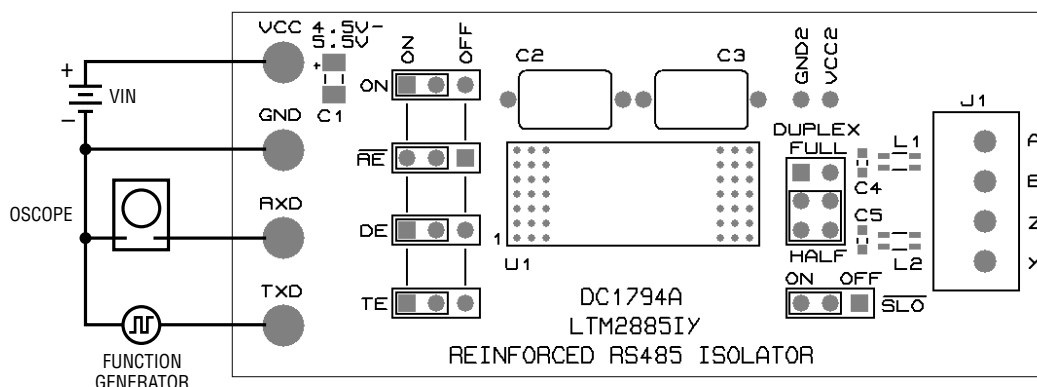 VCC 4.5V-
5.5V
ON OFF
+
VIN
−
+
C1
ON
C2
C3
GND2
VCC2
J1
GND
DUPLEX
FULL
L1
A
RE
C4
OSCOPE
RXD
C5
Z
DE
1
U1
HALF
L2
ON OFF
TXD
TE
DC1794A
SLO
LTM2885IY
FUNCTION
GENERATOR
REINFORCED RS485 ISOLATOR